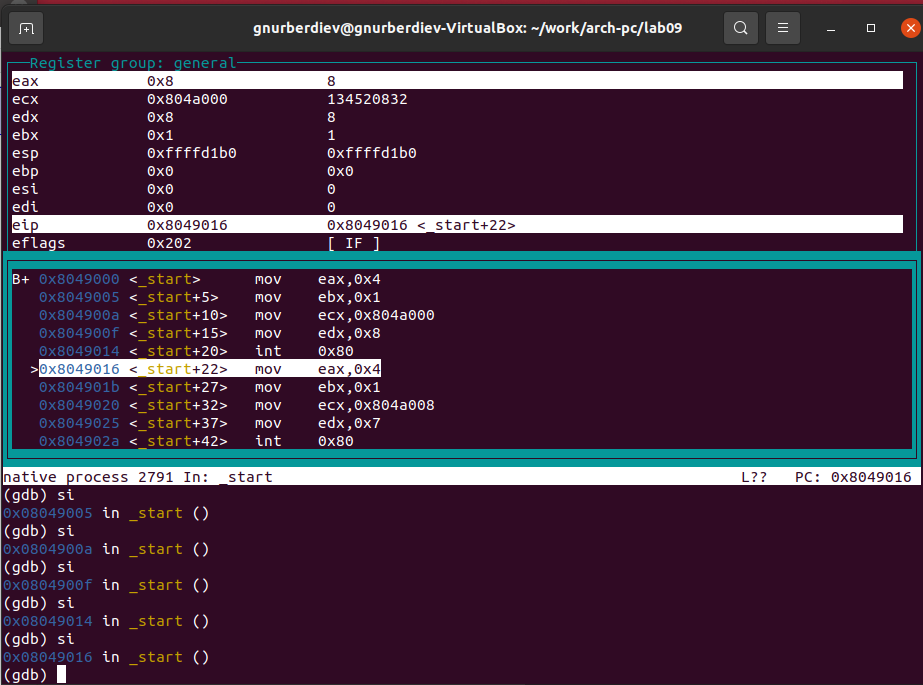 gnurberdiev@gnurberdiev-VirtualBox: ~/work/arch-pc/lab09
Register group: general
eax 0x8 8
ecx 0x804a000 134520832
edx 0x8 8
ebx 0x1 1
esp 0xffffd1b0 0xffffd1b0
ebp 0x0 0x0
esi 0x0 0
edi 0x0 0
eip 0x8049016 0x8049016 <_start+22>
eflags 0x202 [ IF ]
B+ 0x8049000 <_start> mov eax,0x4
0x8049005 <_start+5> mov ebx,0x1
0x804900a <_start+10> mov ecx,0x804a000
0x804900f <_start+15> mov edx,0x8
0x8049014 <_start+20> int 0x80
>0x8049016 <_start+22> mov eax,0x4
0x804901b <_start+27> mov ebx,0x1
0x8049020 <_start+32> mov ecx,0x804a008
0x8049025 <_start+37> mov edx,0x7
0x804902a <_start+42> int 0x80
native process 2791 In: _start L?? PC: 0x8049016
(gdb) si
0x08049005 in _start ()
(gdb) si
0x0804900a in _start ()
(gdb) si
0x0804900f in _start ()
(gdb) si
0x08049014 in _start ()
(gdb) si
0x08049016 in _start ()
(gdb)